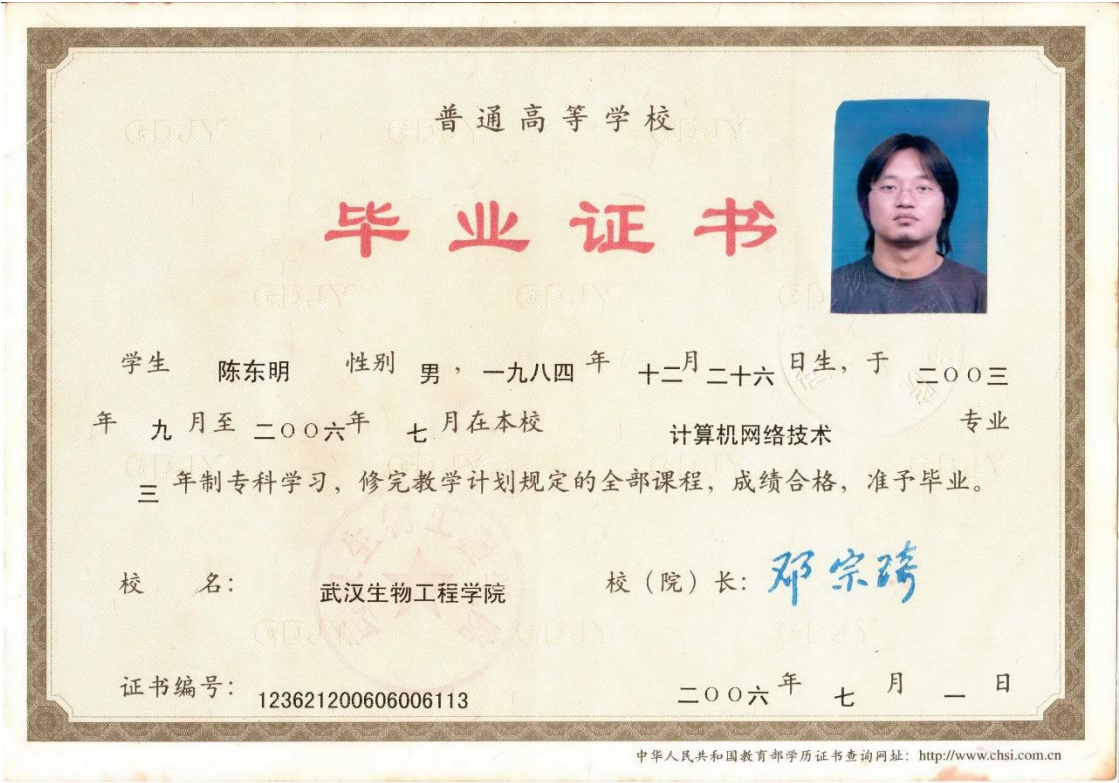 普通高等学校
毕业证书
学生 陈东明 性别 男，一九八四 年 十二月 二十六 日生，于 二〇〇三
年 九 月至 二〇〇六年 七 月在本校 计算机网络技术 专业
三 年制专科学习，修完教学计划规定的全部课程，成绩合格，准予毕业。
校 名： 武汉生物工程学院 校（院）长：邓宗琦
证书编号： 123621200606006113 二〇〇六 年 七 月 一 日
中华人民共和国教育部学历证书查询网址：http://www.chsi.com.cn